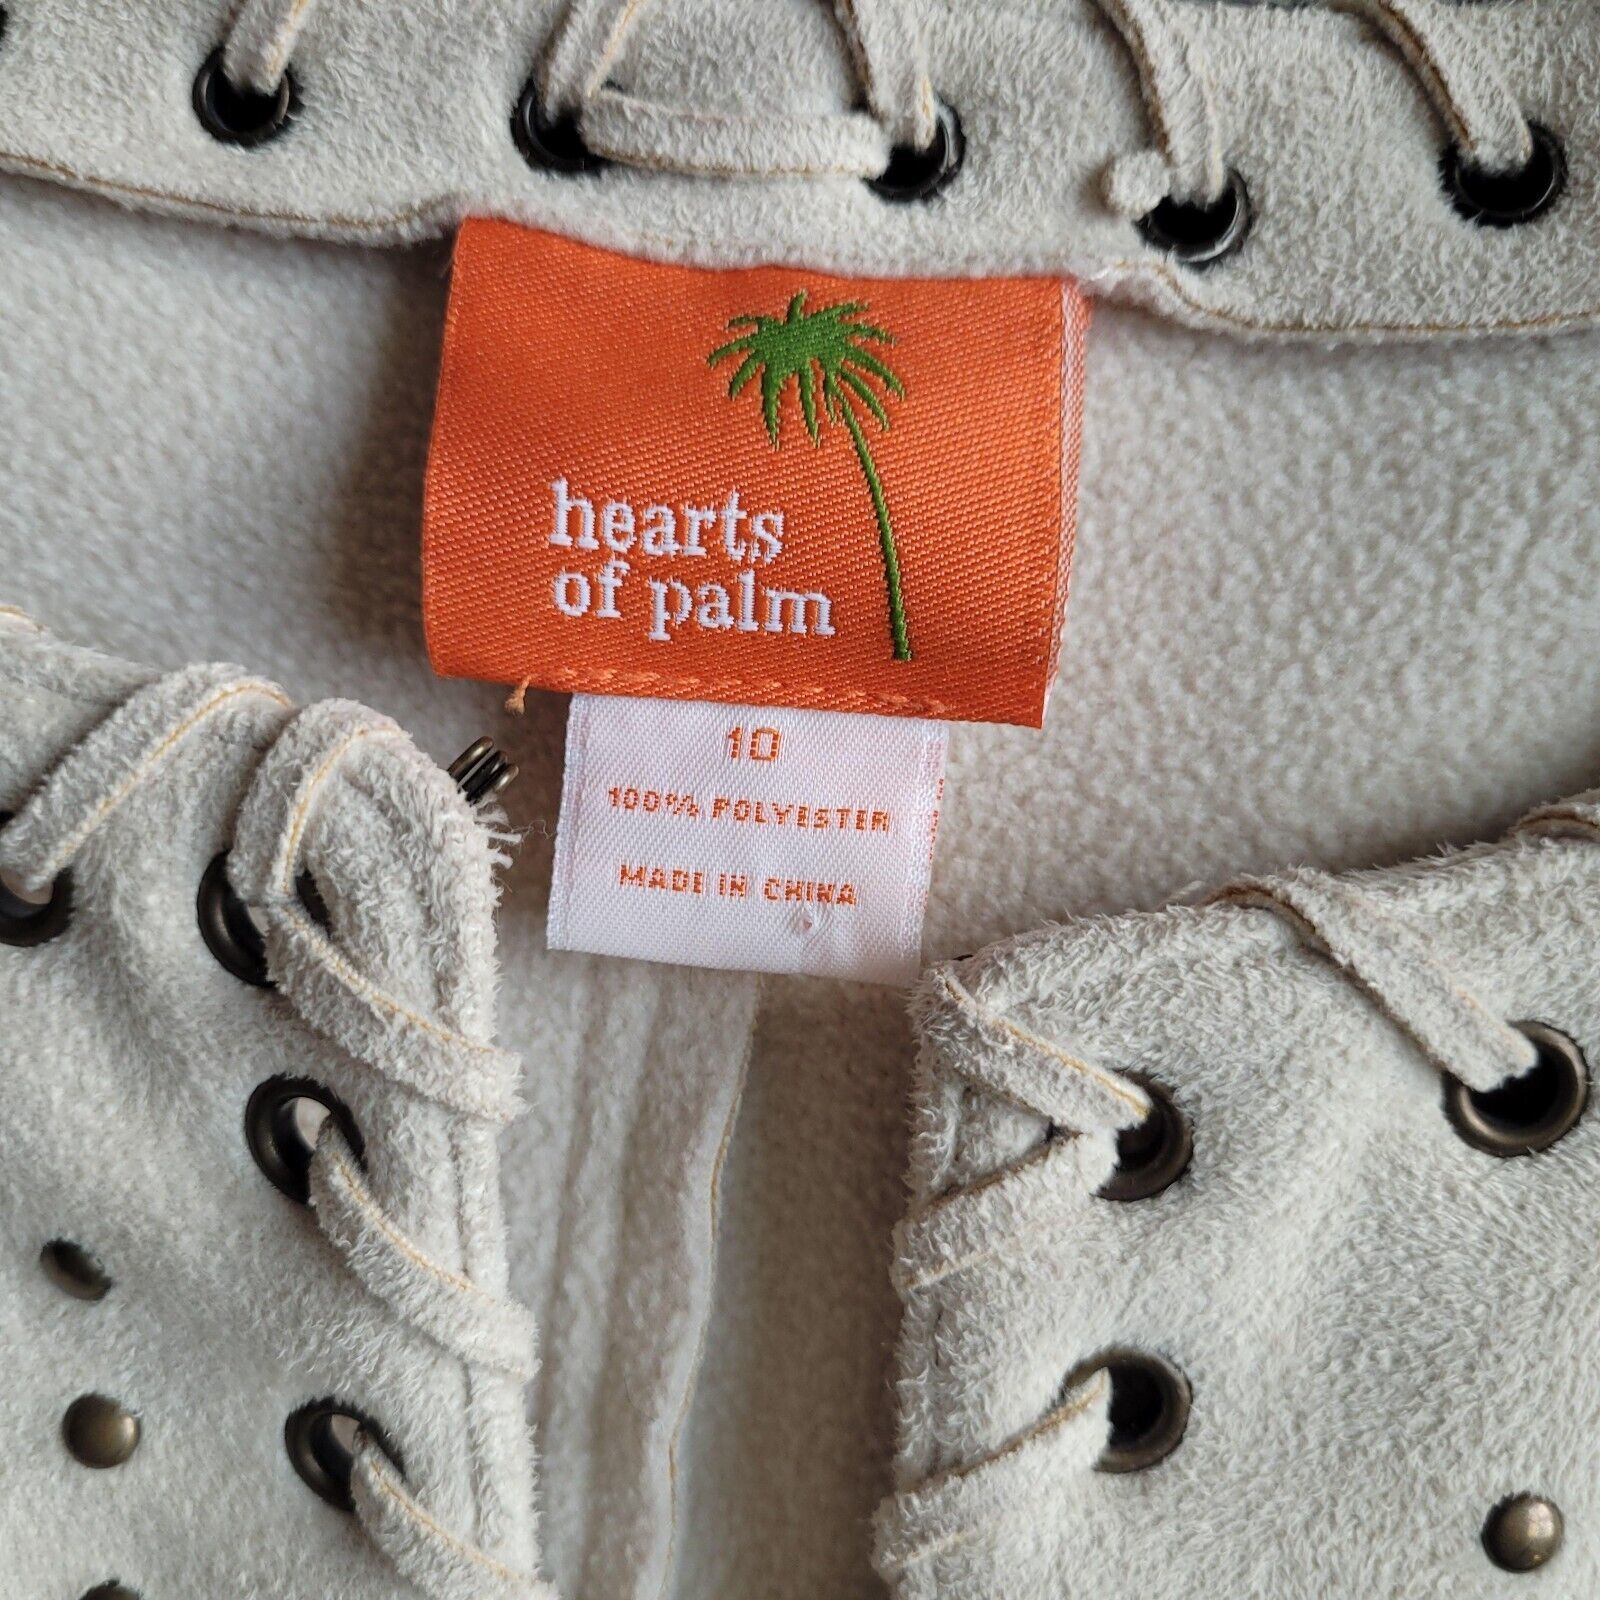 hearts
of palm
10
100% POLYESTER
MADE IN CHINA